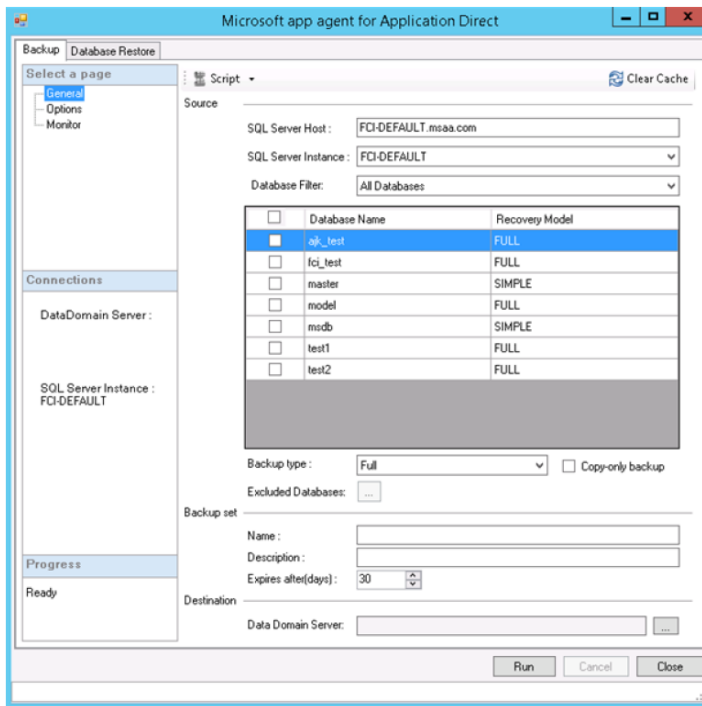 Microsoft app agent for Application Direct
Backup
Database Restore
Select a page
General
Options
Monitor
Connections
DataDomain Server :
SQL Server Instance :
FCI-DEFAULT
Progress
Ready
Script
Clear Cache
Source
SQL Server Host : FCI-DEFAULT.msaa.com
SQL Server Instance : FCI-DEFAULT
Database Filter: All Databases
Database Name Recovery Model
ajk_test FULL
fci_test FULL
master SIMPLE
model FULL
msdb SIMPLE
test1 FULL
test2 FULL
Backup type : Full Copy-only backup
Excluded Databases: ...
Backup set
Name :
Description :
Expires after(days) : 30
Destination
Data Domain Server: ...
Run Cancel Close